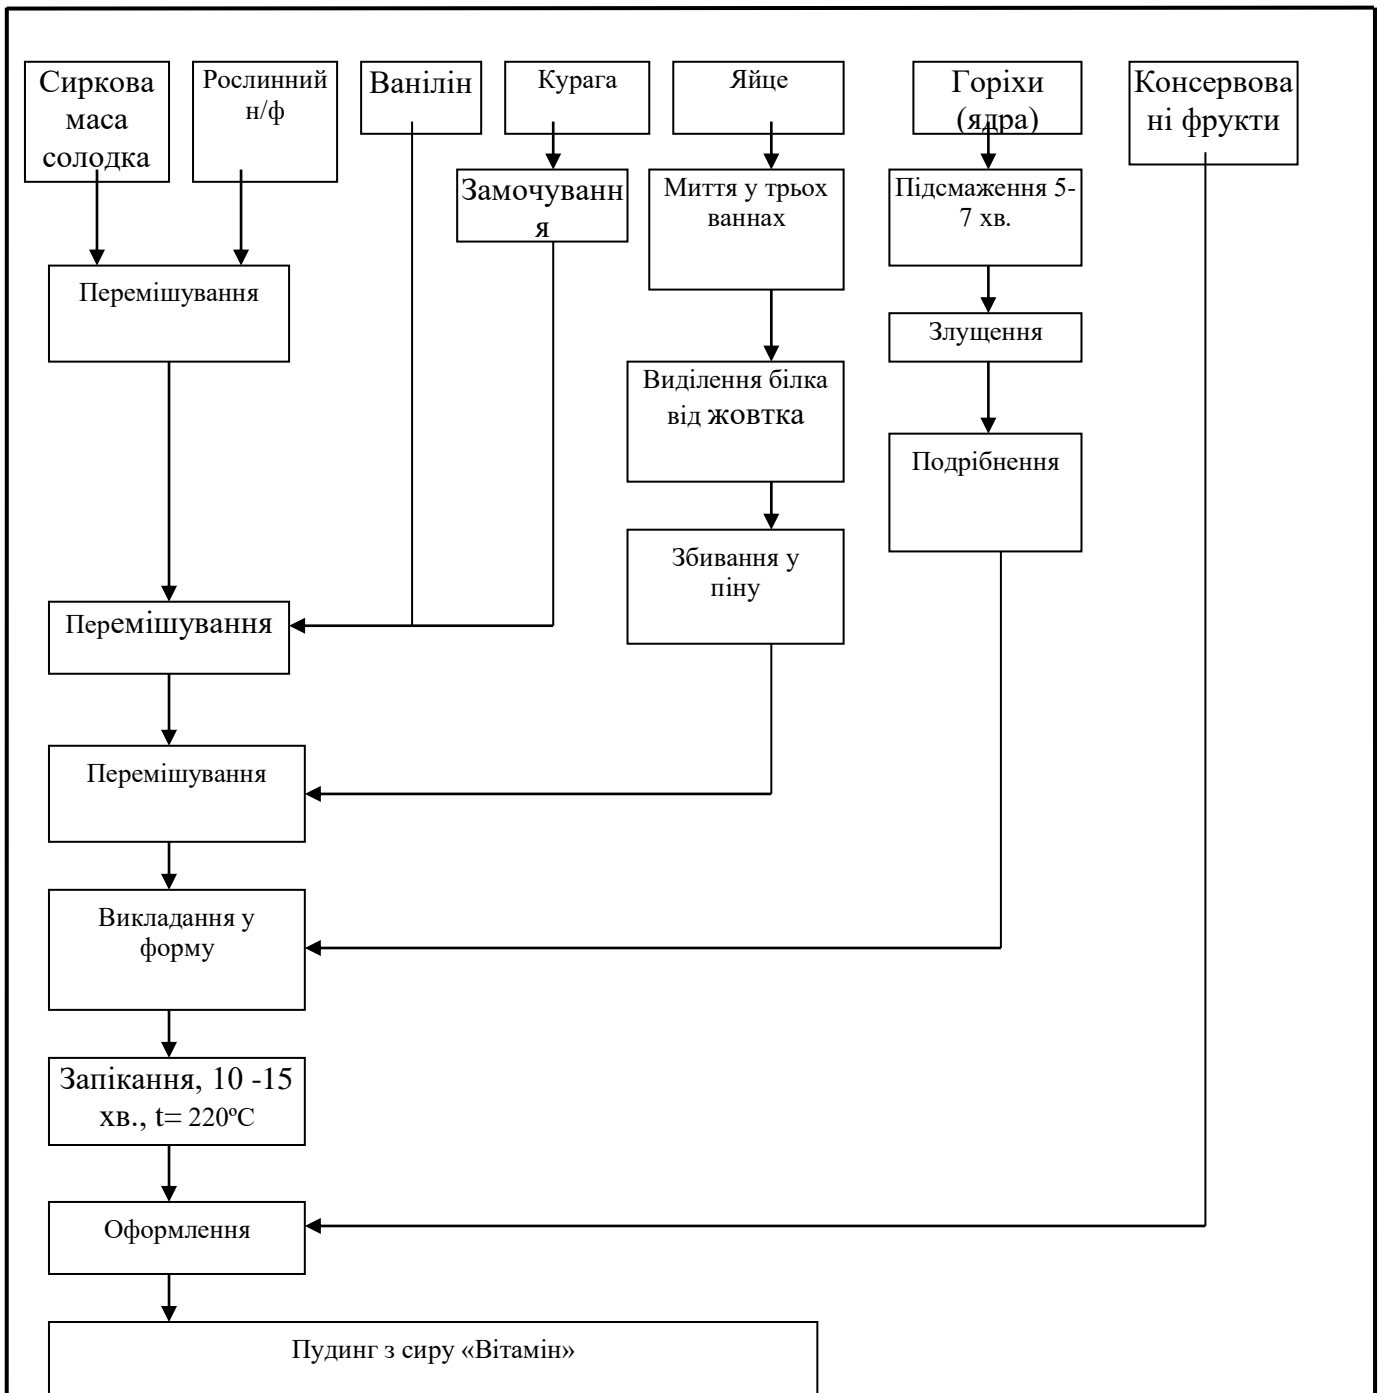 Сиркова
маса
солодка
Рослинний
н/ф
Ванілін
Курага
Яйце
Горіхи
(ядра)
Консервова
ні фрукти
Замочуванн
я
Миття у трьох
ваннах
Підсмаження 5-
7 хв.
Перемішування
Злущення
Виділення білка
від жовтка
Подрібнення
Збивання у
піну
Перемішування
Перемішування
Викладання у
форму
Запікання, 10 -15
хв., t= 220ºС
Оформлення
Пудинг з сиру «Вітамін»